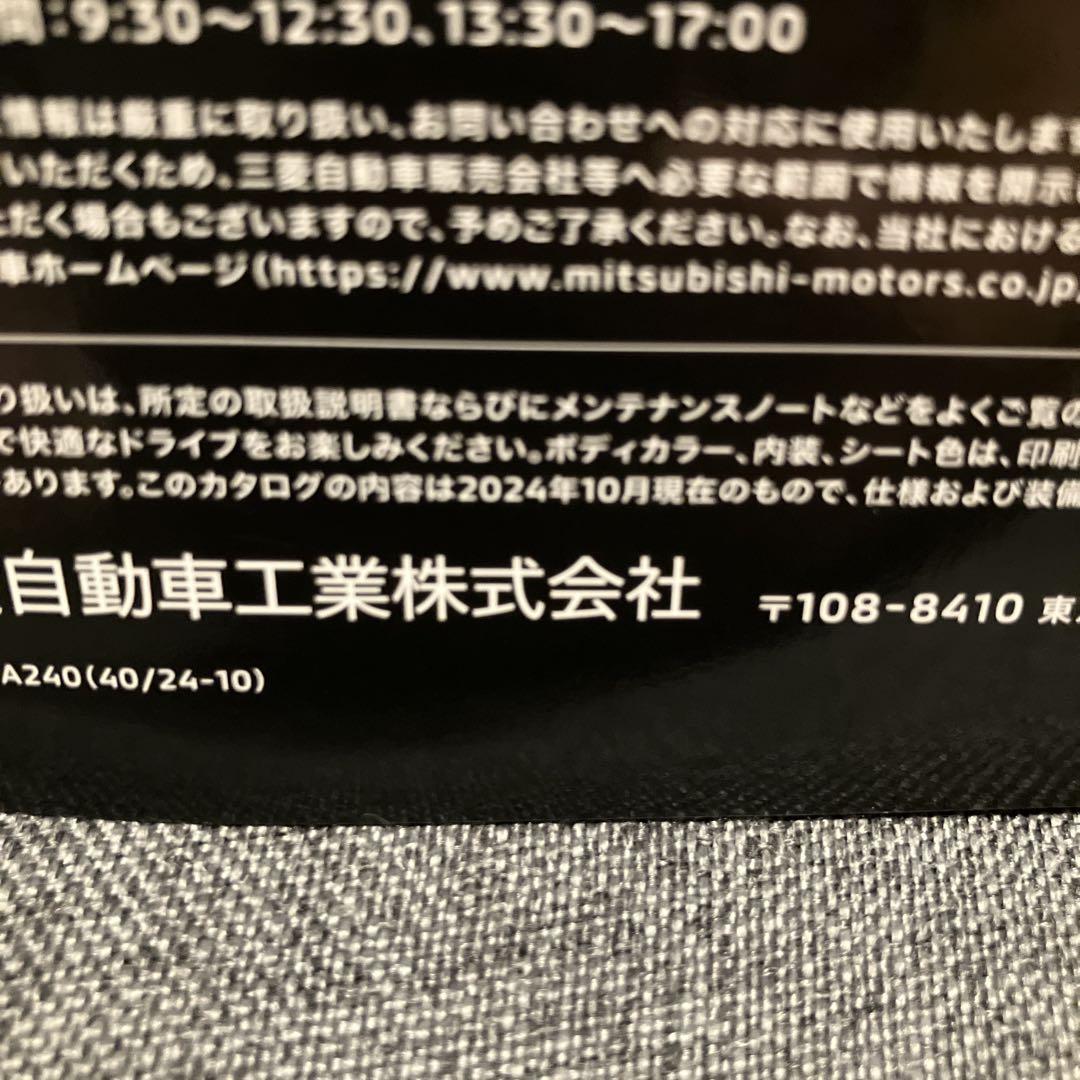 間:9:30〜12:30、13:30〜17:00
情報は厳重に取り扱い、お問い合わせへの対応に使用いたします
いただくため、三菱自動車販売会社等へ必要な範囲で情報を開示
ただく場合もございますので、予めご了承ください。なお、当社における
車ホームページ(https://www.mitsubishi-motors.co.jp/
り扱いは、所定の取扱説明書ならびにメンテナンスノートなどをよくご覧の
で快適なドライブをお楽しみください。ボディカラー、内装、シート色は、印刷
あります。このカタログの内容は2024年10月現在のもので、仕様および装備
自動車工業株式会社 〒108-8410 東
A240(40/24-10)